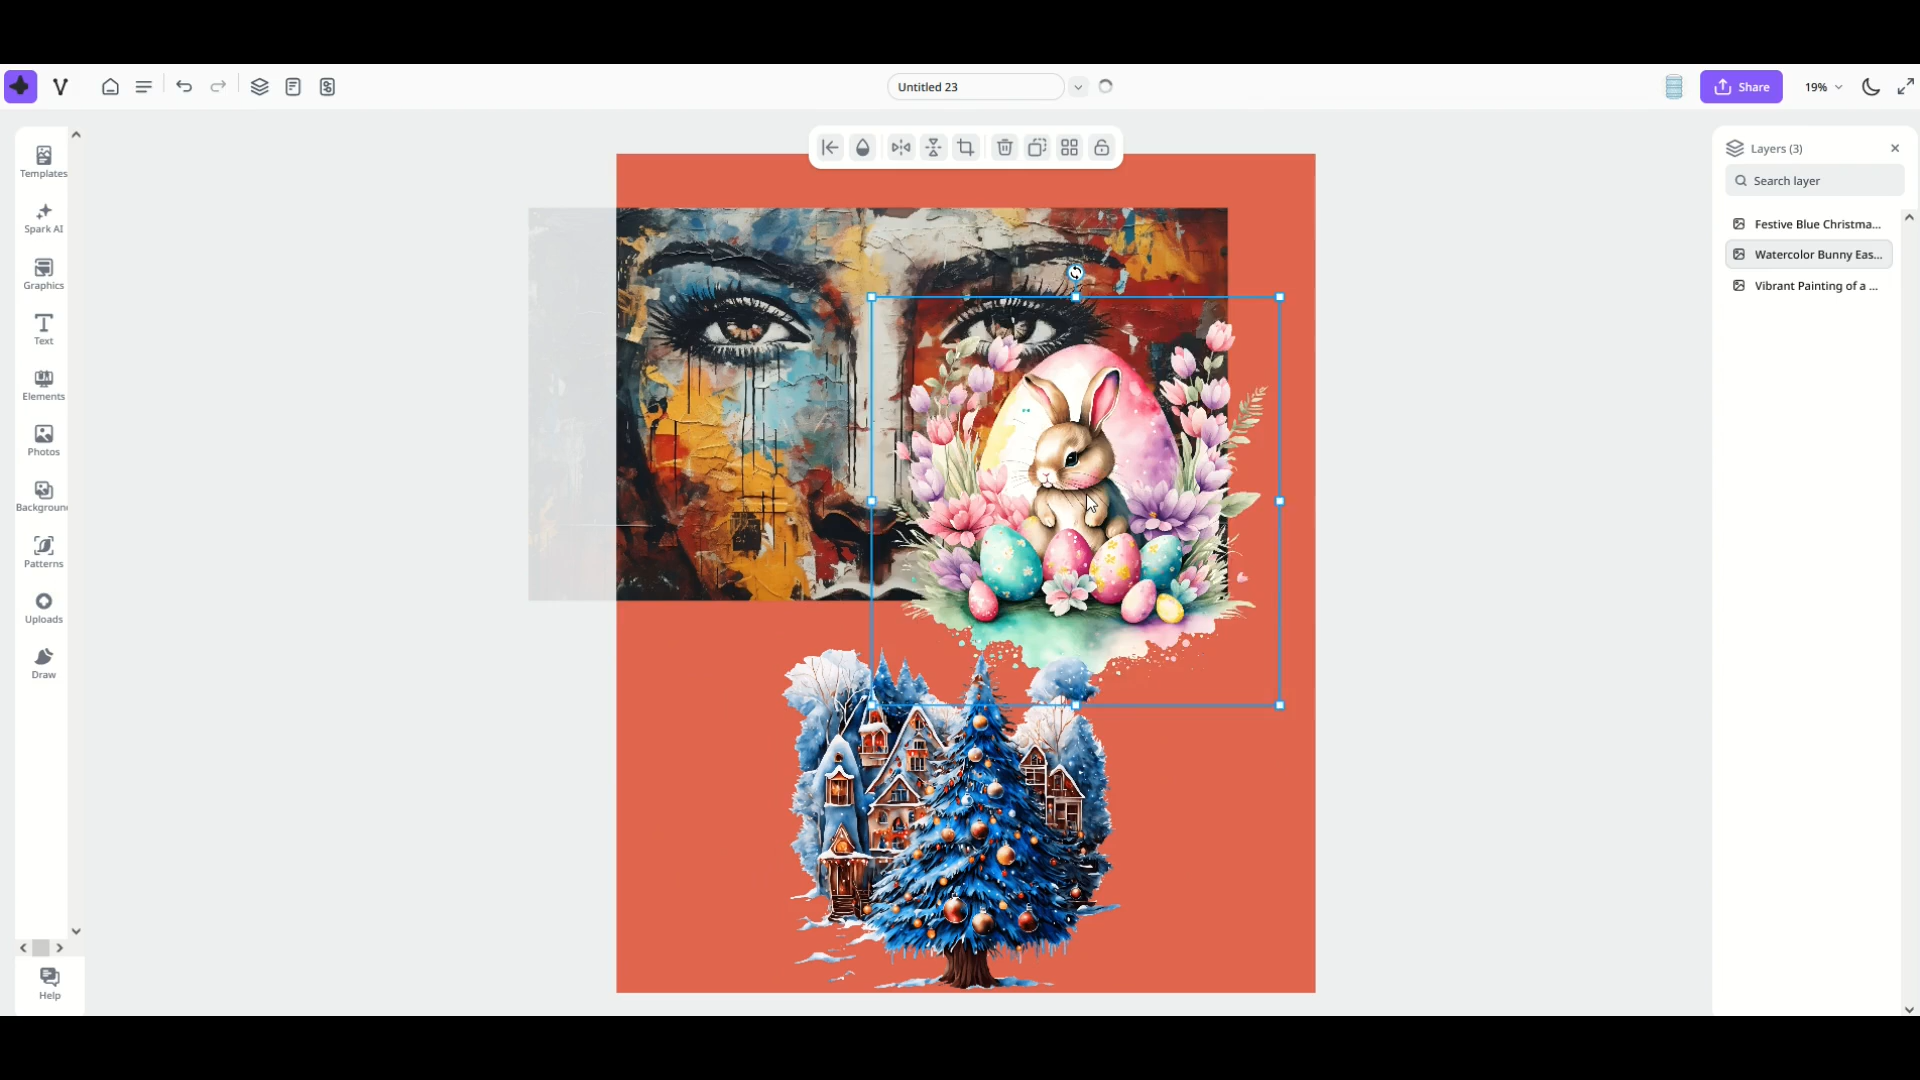 Untitled 23
Share
19%
Templates
Spark AI
Graphics
Text
Elements
Photos
Backgroun
Patterns
Uploads
Draw
Help
Layers (3)
Search layer
Festive Blue Christma...
Watercolor Bunny Eas...
Vibrant Painting of a ...